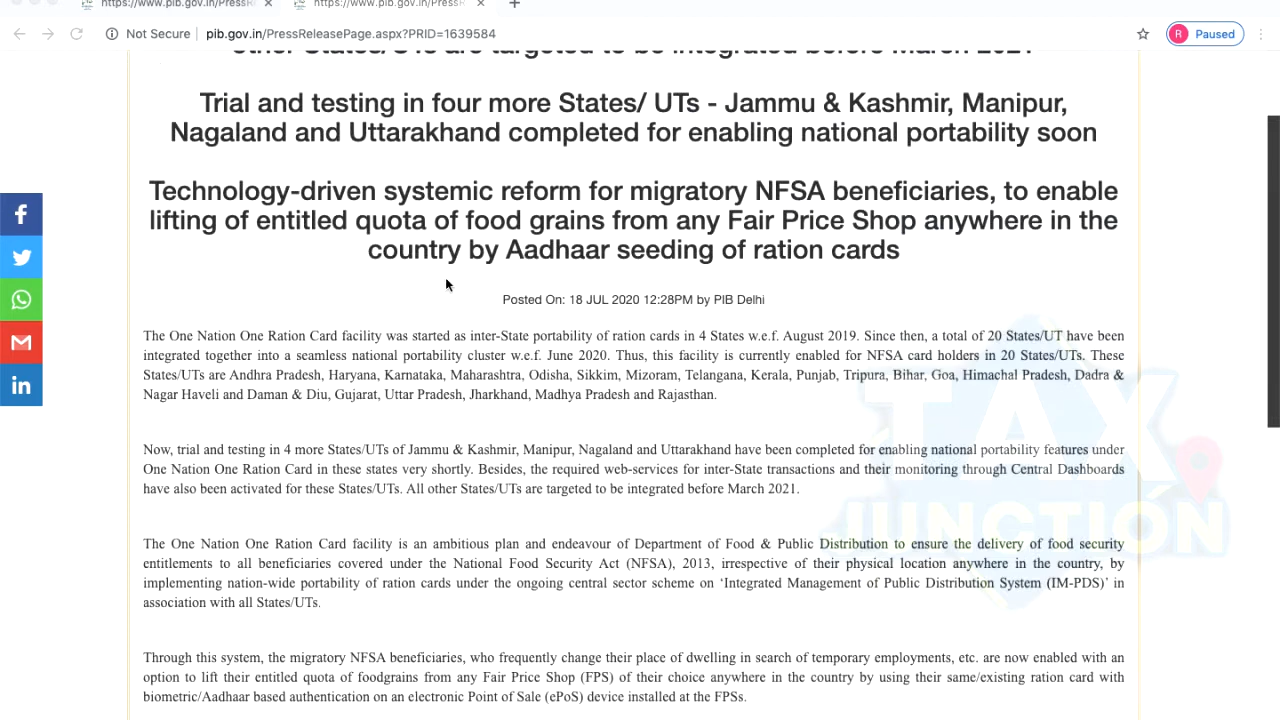 https://www.pib.gov.in/PressR
https://www.pib.gov.in/PressR
Not Secure
pib.gov.in/PressReleasePage.aspx?PRID=1639584
R Paused
other States/UTs are targeted to be integrated before March 2021
Trial and testing in four more States/ UTs - Jammu & Kashmir, Manipur,
Nagaland and Uttarakhand completed for enabling national portability soon
Technology-driven systemic reform for migratory NFSA beneficiaries, to enable
lifting of entitled quota of food grains from any Fair Price Shop anywhere in the
country by Aadhaar seeding of ration cards
Posted On: 18 JUL 2020 12:28PM by PIB Delhi
The One Nation One Ration Card facility was started as inter-State portability of ration cards in 4 States w.e.f. August 2019. Since then, a total of 20 States/UT have been
integrated together into a seamless national portability cluster w.e.f. June 2020. Thus, this facility is currently enabled for NFSA card holders in 20 States/UTs. These
States/UTs are Andhra Pradesh, Haryana, Karnataka, Maharashtra, Odisha, Sikkim, Mizoram, Telangana, Kerala, Punjab, Tripura, Bihar, Goa, Himachal Pradesh, Dadra &
Nagar Haveli and Daman & Diu, Gujarat, Uttar Pradesh, Jharkhand, Madhya Pradesh and Rajasthan.
Now, trial and testing in 4 more States/UTs of Jammu & Kashmir, Manipur, Nagaland and Uttarakhand have been completed for enabling national portability features under
One Nation One Ration Card in these states very shortly. Besides, the required web-services for inter-State transactions and their monitoring through Central Dashboards
have also been activated for these States/UTs. All other States/UTs are targeted to be integrated before March 2021.
The One Nation One Ration Card facility is an ambitious plan and endeavour of Department of Food & Public Distribution to ensure the delivery of food security
entitlements to all beneficiaries covered under the National Food Security Act (NFSA), 2013, irrespective of their physical location anywhere in the country, by
implementing nation-wide portability of ration cards under the ongoing central sector scheme on ‘Integrated Management of Public Distribution System (IM-PDS)’ in
association with all States/UTs.
Through this system, the migratory NFSA beneficiaries, who frequently change their place of dwelling in search of temporary employments, etc. are now enabled with an
option to lift their entitled quota of foodgrains from any Fair Price Shop (FPS) of their choice anywhere in the country by using their same/existing ration card with
biometric/Aadhaar based authentication on an electronic Point of Sale (ePoS) device installed at the FPSs.
TAX
JUNCTION